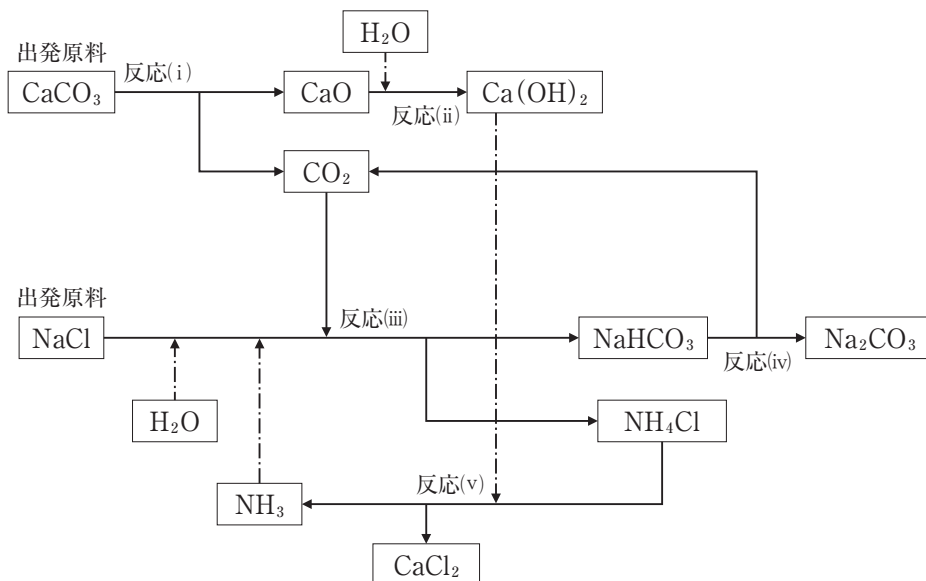 H₂O
出発原料
反応(ⅰ)
CaCO₃
CaO
反応(ⅱ)
Ca(OH)₂
CO₂
出発原料
反応(ⅲ)
NaCl
NaHCO₃
反応(ⅳ)
Na₂CO₃
H₂O
NH₄Cl
反応(ⅴ)
NH₃
CaCl₂